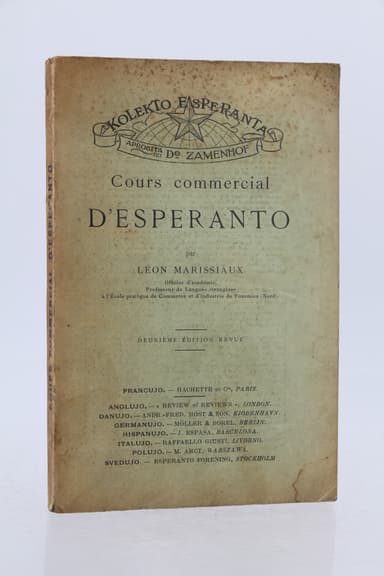 KOLEKTO ESPERANTA
APROBITA DE Dº ZAMENHOF
Cours commercial
D'ESPERANTO
par
LÉON MARISSIAUX
Officier d'académie,
Professeur de Langues étrangères
à l'École pratique de Commerce et d'Industrie de Fourmies (Nord)
DEUXIÈME ÉDITION REVUE
FRANCUJO. — HACHETTE et Cⁱᵉ, PARIS.
ANGLUJO. — « REVIEW of REVIEWS », LONDON.
DANUJO. — ANDR.-FRED. HÖST & SON, KJOBENHAVN.
GERMANUJO. — MÖLLER & BOREL, BERLIN.
HISPANUJO. — J. ESPASA, BARCELONA.
ITALUJO. — RAFFAELLO GIUSTI, LIVORNO.
POLUJO. — M. ARCT, WARSZAWA.
SVEDUJO. — ESPERANTO FORENING, STOCKHOLM
COURS COMMERCIAL D'ESPERANTO